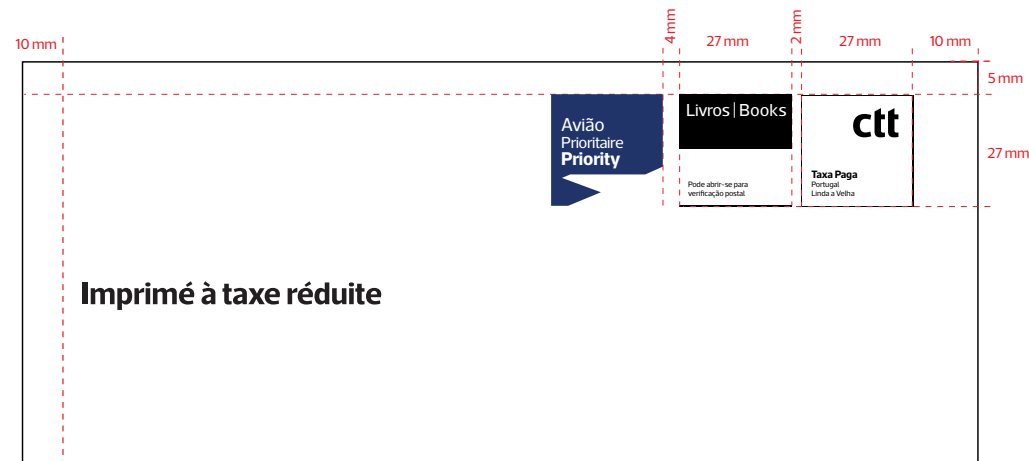 10 mm
4 mm
27 mm
2 mm
27 mm
10 mm
5 mm
27 mm
Avião
Prioritaire
Priority
Livros | Books
Pode abrir-se para
verificação postal
ctt
Taxa Paga
Portugal
Linda a Velha
Imprimé à taxe réduite